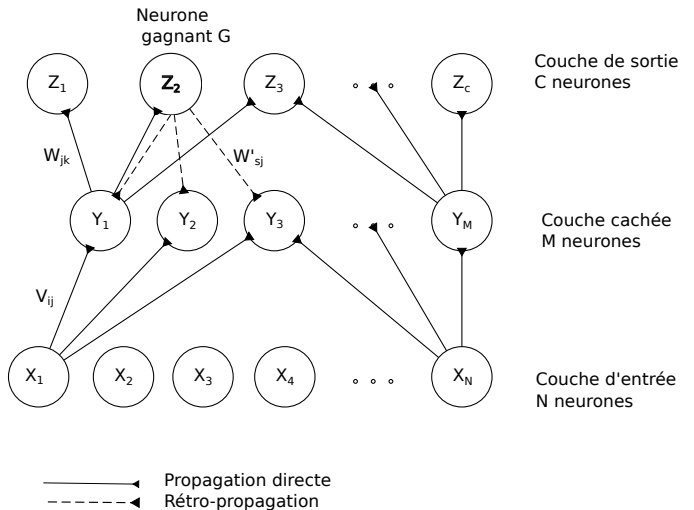 Neurone
gagnant G
Z1 Z2 Z3 Zc
Couche de sortie
C neurones
Wjk W'sj
Y1 Y2 Y3 YM
Couche cachée
M neurones
Vij
X1 X2 X3 X4 XN
Couche d'entrée
N neurones
Propagation directe
Rétro-propagation